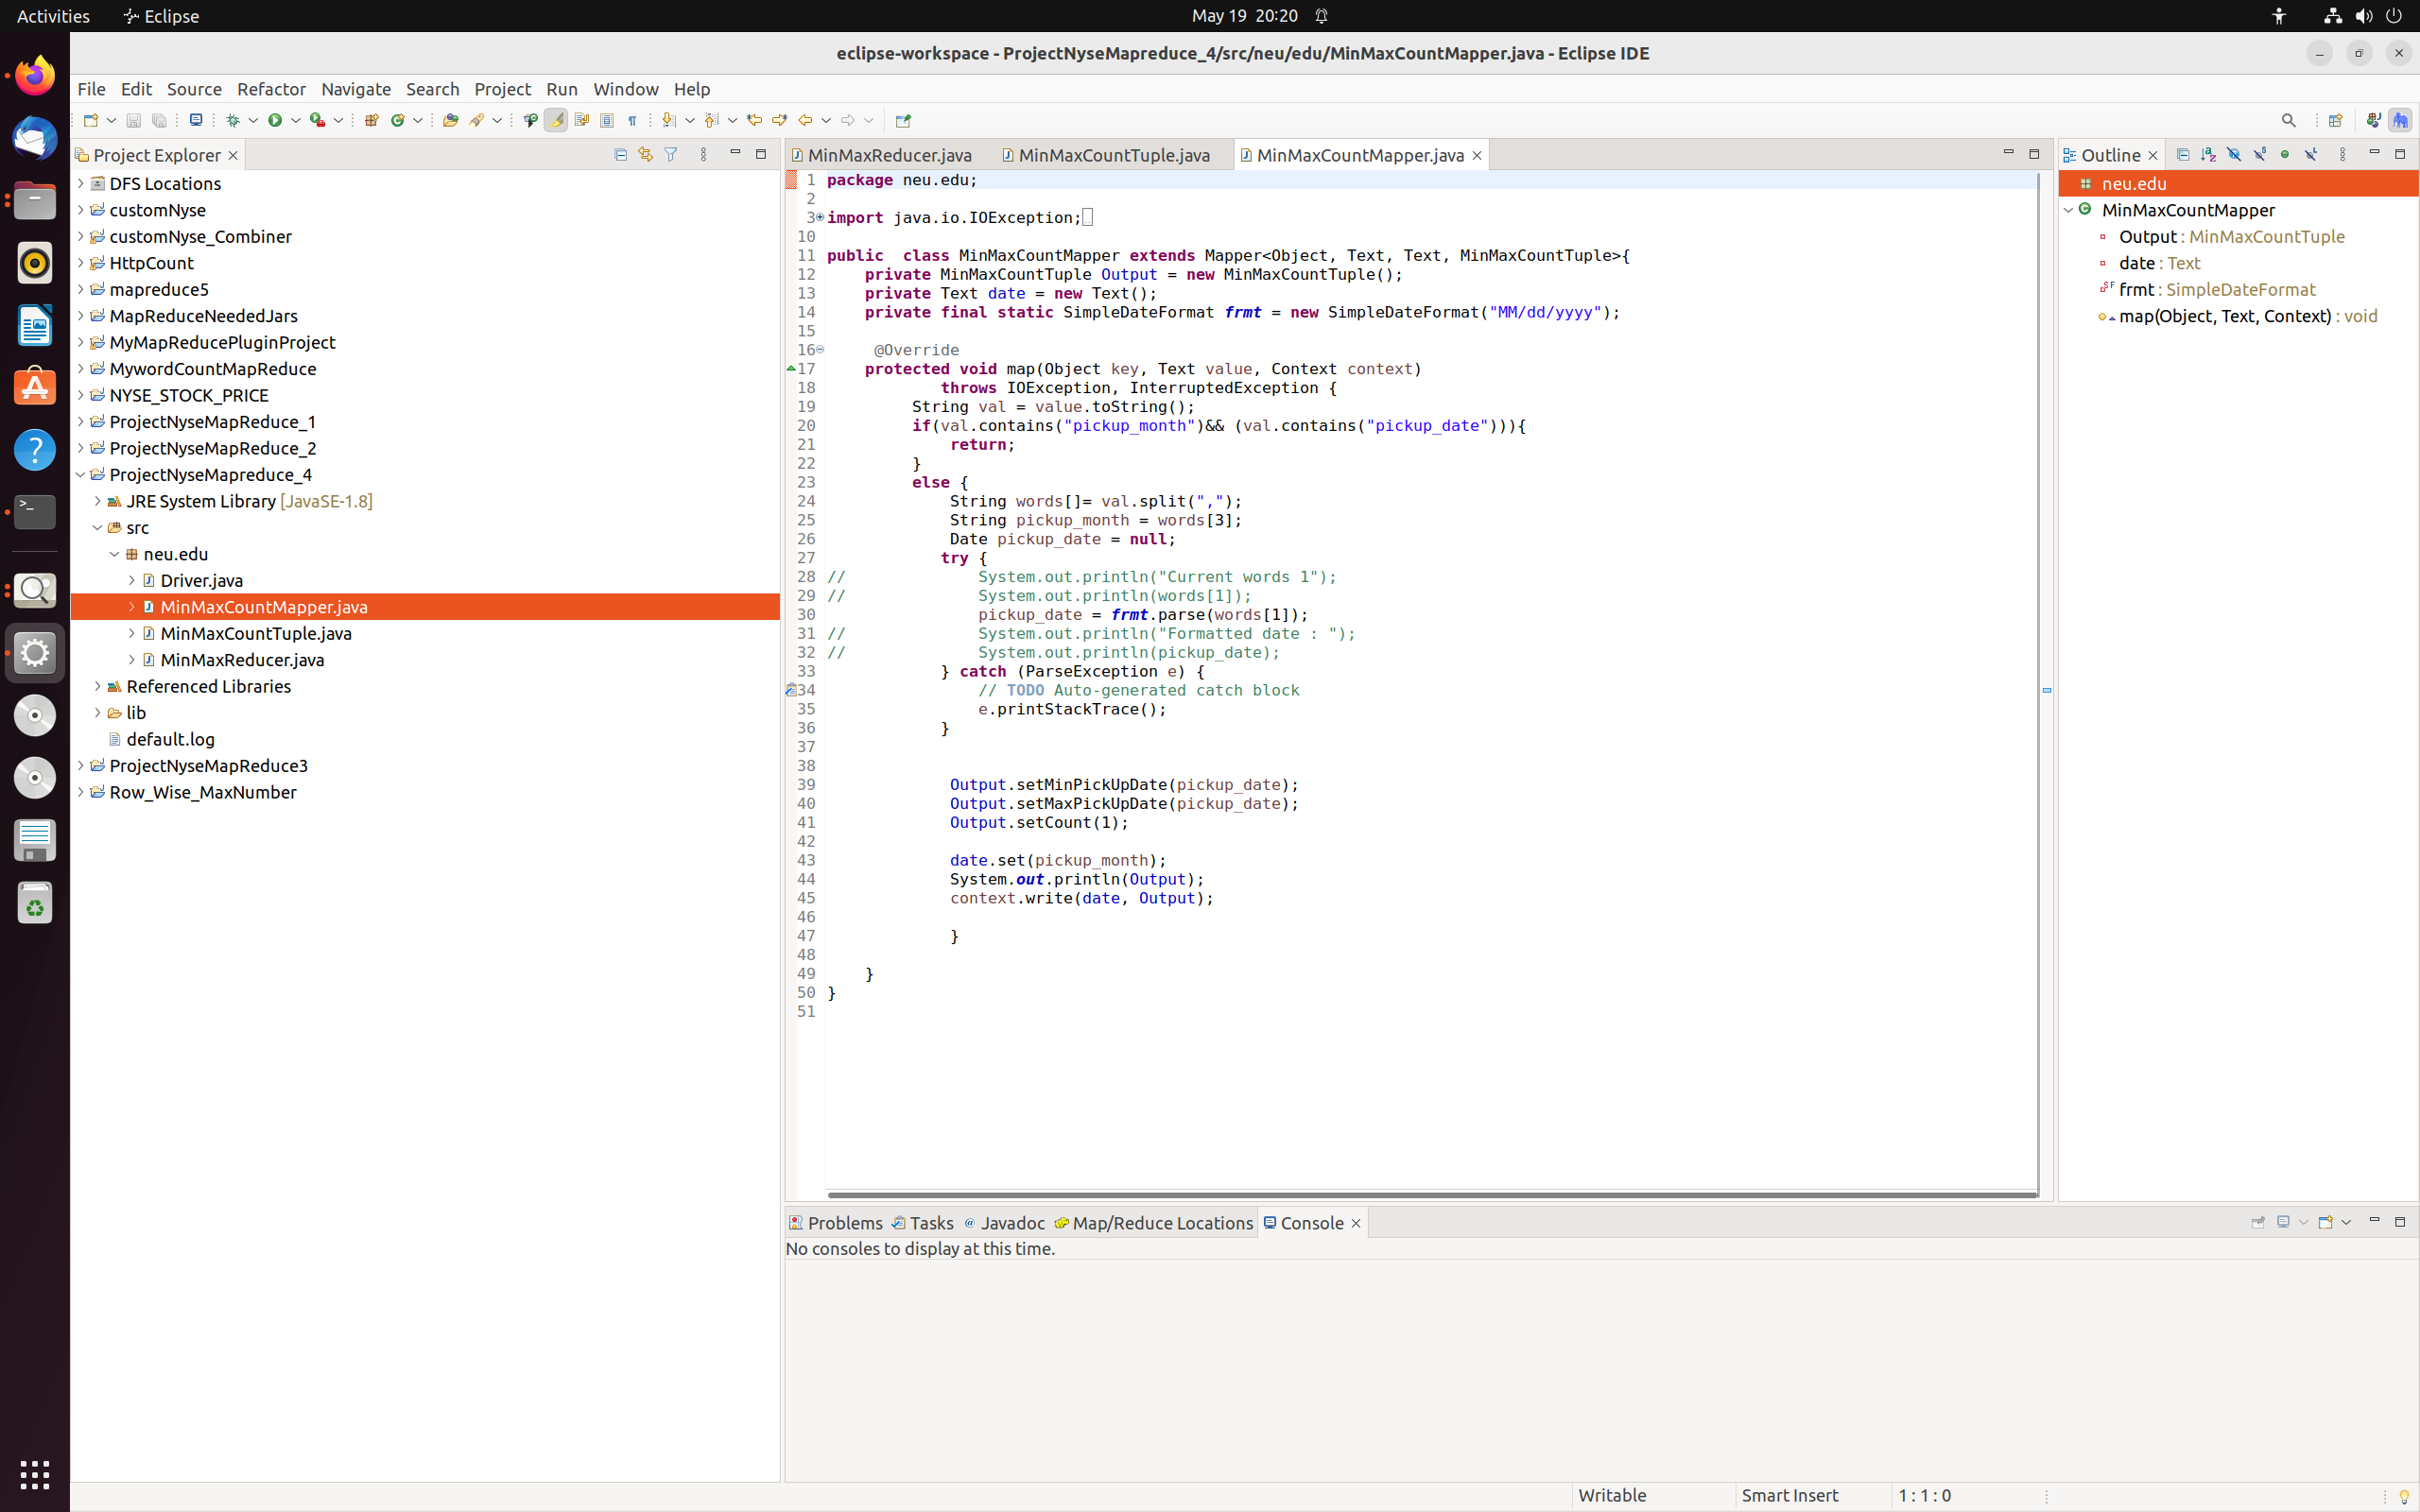 Activities Eclipse May 19 20:20
eclipse-workspace - ProjectNyseMapreduce_4/src/neu/edu/MinMaxCountMapper.java - Eclipse IDE
File Edit Source Refactor Navigate Search Project Run Window Help
Project Explorer
DFS Locations
customNyse
customNyse_Combiner
HttpCount
mapreduce5
MapReduceNeededJars
MyMapReducePluginProject
MywordCountMapReduce
NYSE_STOCK_PRICE
ProjectNyseMapReduce_1
ProjectNyseMapReduce_2
ProjectNyseMapreduce_4
JRE System Library [JavaSE-1.8]
src
neu.edu
Driver.java
MinMaxCountMapper.java
MinMaxCountTuple.java
MinMaxReducer.java
Referenced Libraries
lib
default.log
ProjectNyseMapReduce3
Row_Wise_MaxNumber
MinMaxReducer.java MinMaxCountTuple.java MinMaxCountMapper.java
1 package neu.edu;
2
3 import java.io.IOException;
10
11 public  class MinMaxCountMapper extends Mapper<Object, Text, Text, MinMaxCountTuple>{
12     private MinMaxCountTuple Output = new MinMaxCountTuple();
13     private Text date = new Text();
14     private final static SimpleDateFormat frmt = new SimpleDateFormat("MM/dd/yyyy");
15
16      @Override
17     protected void map(Object key, Text value, Context context)
18             throws IOException, InterruptedException {
19          String val = value.toString();
20          if(val.contains("pickup_month")&& (val.contains("pickup_date"))){
21              return;
22          }
23          else {
24              String words[]= val.split(",");
25              String pickup_month = words[3];
26              Date pickup_date = null;
27             try {
28 //              System.out.println("Current words 1");
29 //              System.out.println(words[1]);
30                 pickup_date = frmt.parse(words[1]);
31 //              System.out.println("Formatted date : ");
32 //              System.out.println(pickup_date);
33             } catch (ParseException e) {
34                 // TODO Auto-generated catch block
35                 e.printStackTrace();
36             }
37
38
39              Output.setMinPickUpDate(pickup_date);
40              Output.setMaxPickUpDate(pickup_date);
41              Output.setCount(1);
42
43              date.set(pickup_month);
44              System.out.println(Output);
45              context.write(date, Output);
46
47              }
48
49     }
50 }
51
Outline
neu.edu
MinMaxCountMapper
Output : MinMaxCountTuple
date : Text
frmt : SimpleDateFormat
map(Object, Text, Context) : void
Problems Tasks Javadoc Map/Reduce Locations Console
No consoles to display at this time.
Writable Smart Insert 1 : 1 : 0